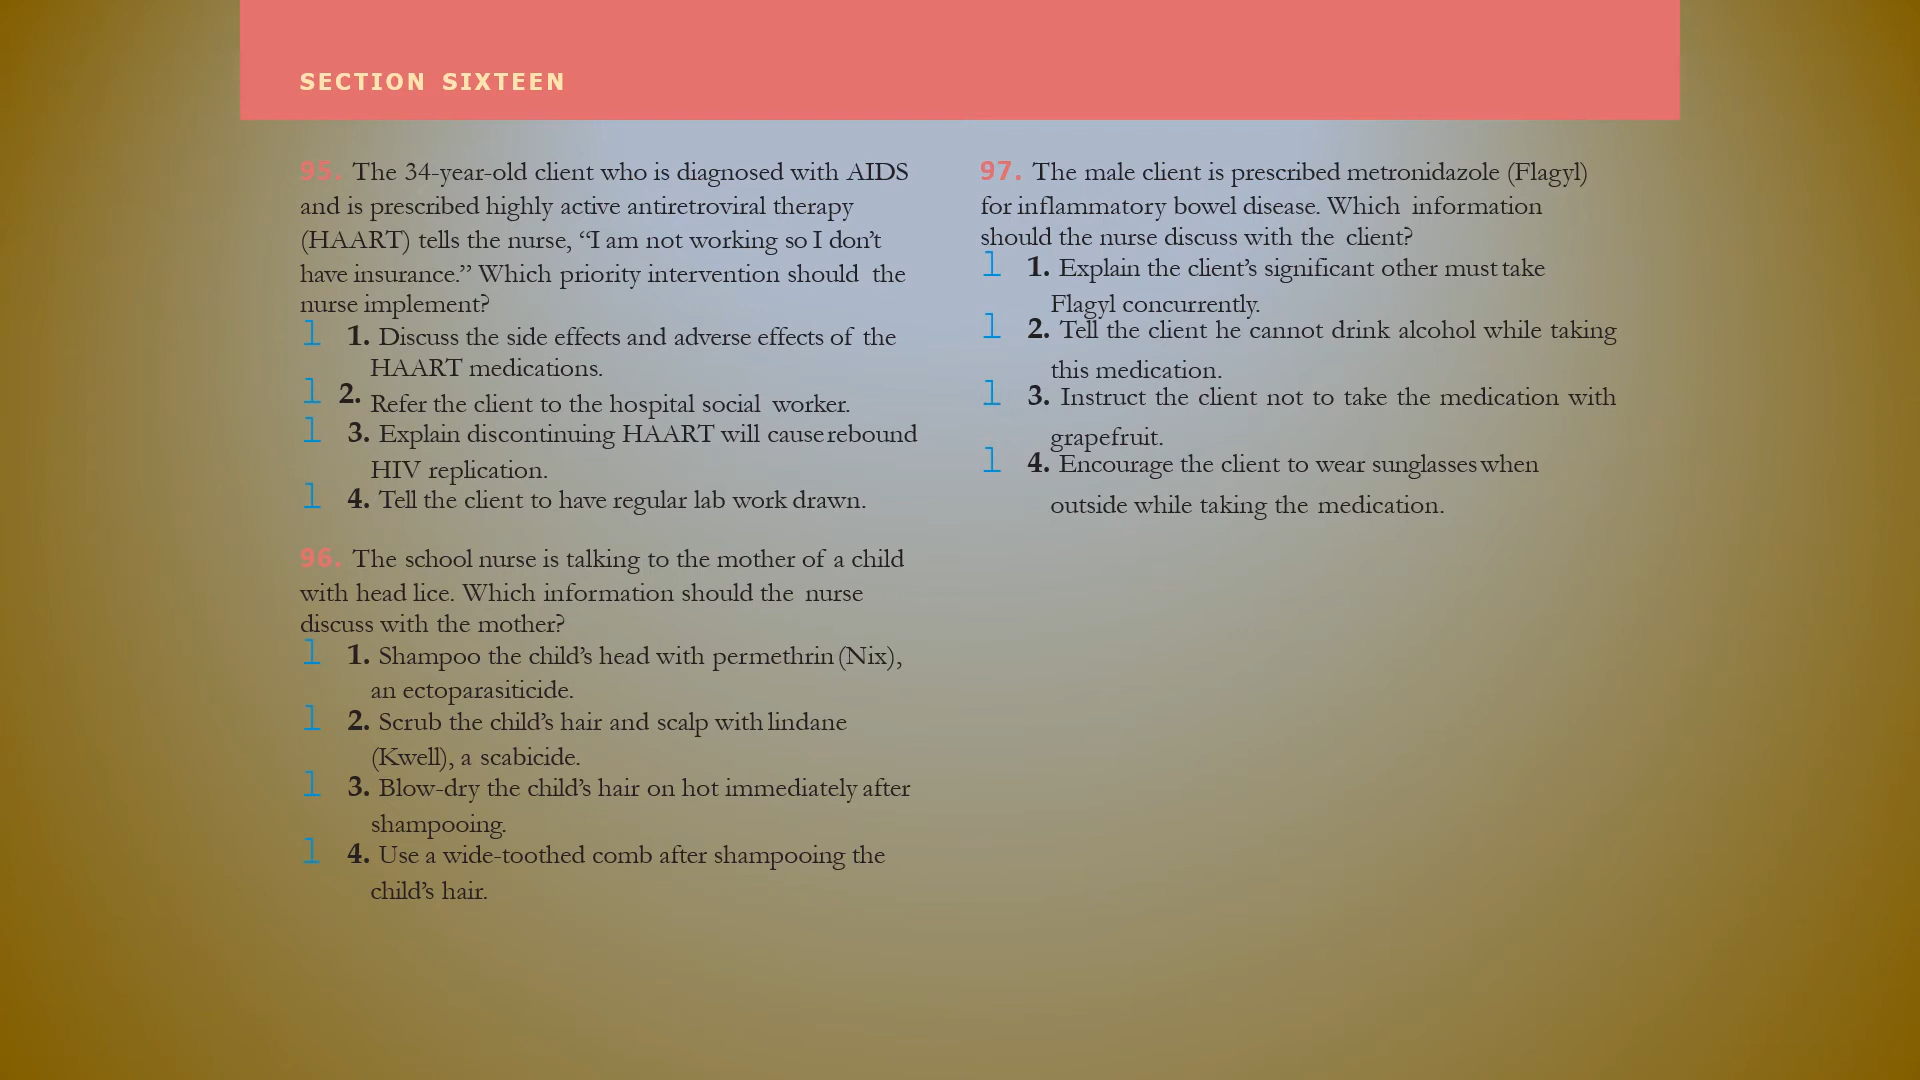 SECTION SIXTEEN
95. The 34-year-old client who is diagnosed with AIDS
and is prescribed highly active antiretroviral therapy
(HAART) tells the nurse, “I am not working so I don’t
have insurance.” Which priority intervention should the
nurse implement?
l 1. Discuss the side effects and adverse effects of the
HAART medications.
l 2. Refer the client to the hospital social worker.
l 3. Explain discontinuing HAART will cause rebound
HIV replication.
l 4. Tell the client to have regular lab work drawn.
96. The school nurse is talking to the mother of a child
with head lice. Which information should the nurse
discuss with the mother?
l 1. Shampoo the child’s head with permethrin (Nix),
an ectoparasiticide.
l 2. Scrub the child’s hair and scalp with lindane
(Kwell), a scabicide.
l 3. Blow-dry the child’s hair on hot immediately after
shampooing.
l 4. Use a wide-toothed comb after shampooing the
child’s hair.
97. The male client is prescribed metronidazole (Flagyl)
for inflammatory bowel disease. Which information
should the nurse discuss with the client?
l 1. Explain the client’s significant other must take
Flagyl concurrently.
l 2. Tell the client he cannot drink alcohol while taking
this medication.
l 3. Instruct the client not to take the medication with
grapefruit.
l 4. Encourage the client to wear sunglasses when
outside while taking the medication.